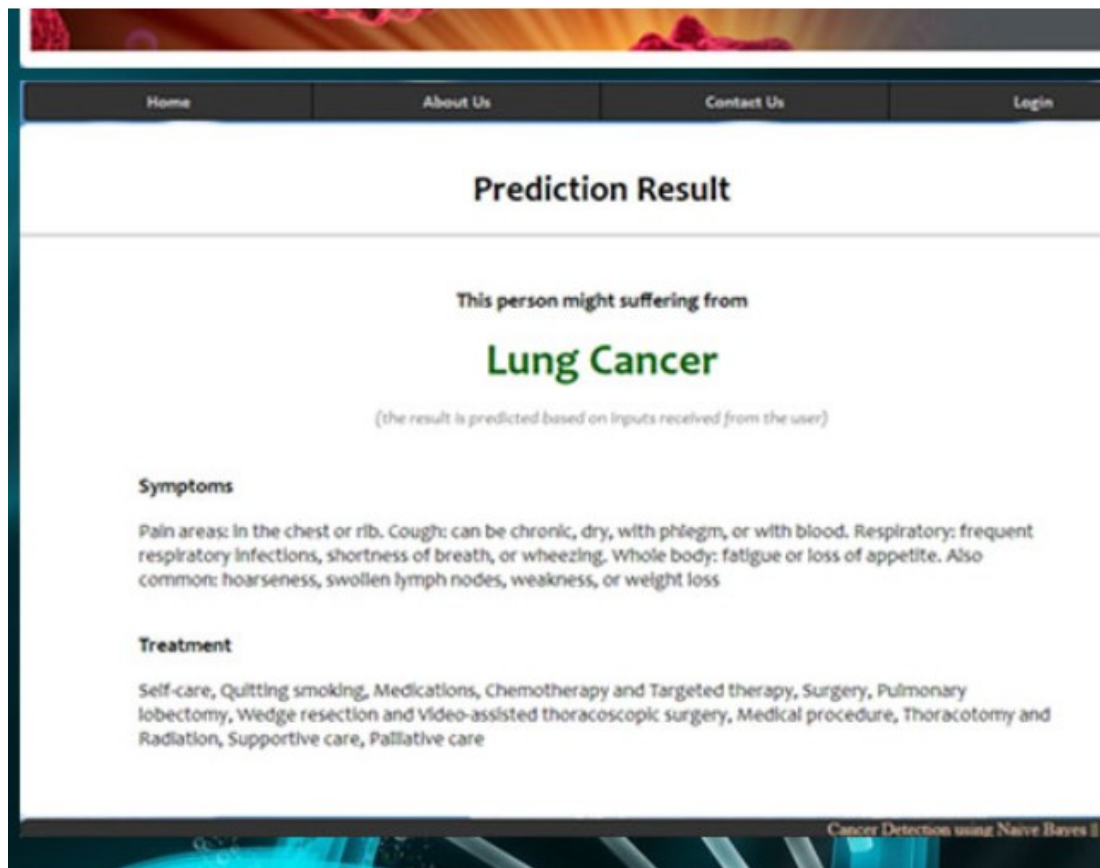 Home About Us Contact Us Login
Prediction Result
This person might suffering from
Lung Cancer
(the result is predicted based on inputs received from the user)
Symptoms
Pain areas: in the chest or rib. Cough: can be chronic, dry, with phlegm, or with blood. Respiratory: frequent
respiratory infections, shortness of breath, or wheezing. Whole body: fatigue or loss of appetite. Also
common: hoarseness, swollen lymph nodes, weakness, or weight loss
Treatment
Self-care, Quitting smoking, Medications, Chemotherapy and Targeted therapy, Surgery, Pulmonary
lobectomy, Wedge resection and Video-assisted thoracoscopic surgery, Medical procedure, Thoracotomy and
Radiation, Supportive care, Palliative care
Cancer Detection using Naive Bayes ||